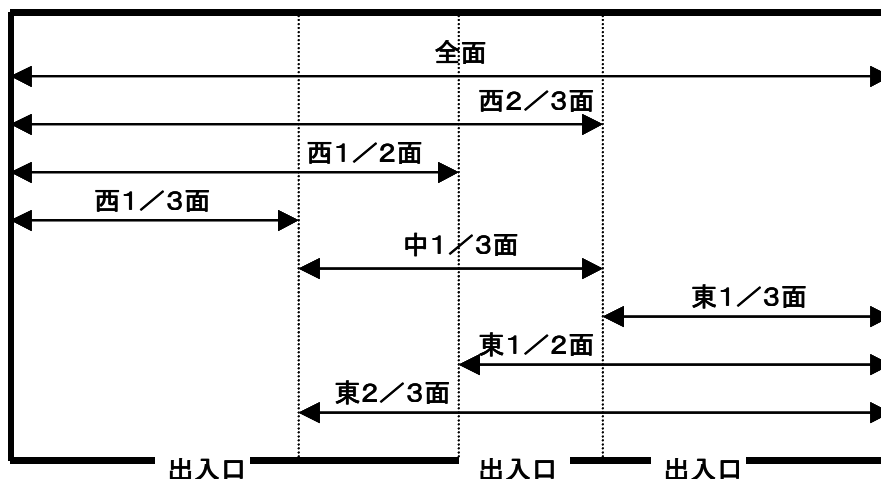 全面
西2／3面
西1／2面
西1／3面
中1／3面
東1／3面
東1／2面
東2／3面
出入口
出入口
出入口